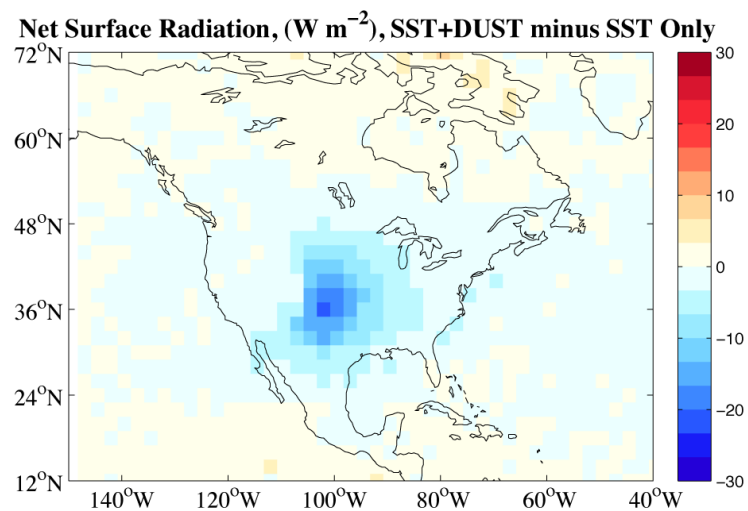 Net Surface Radiation, (W m⁻²), SST+DUST minus SST Only
72°N
60°N
48°N
36°N
24°N
12°N
140°W 120°W 100°W 80°W 60°W 40°W
30
20
10
0
−10
−20
−30